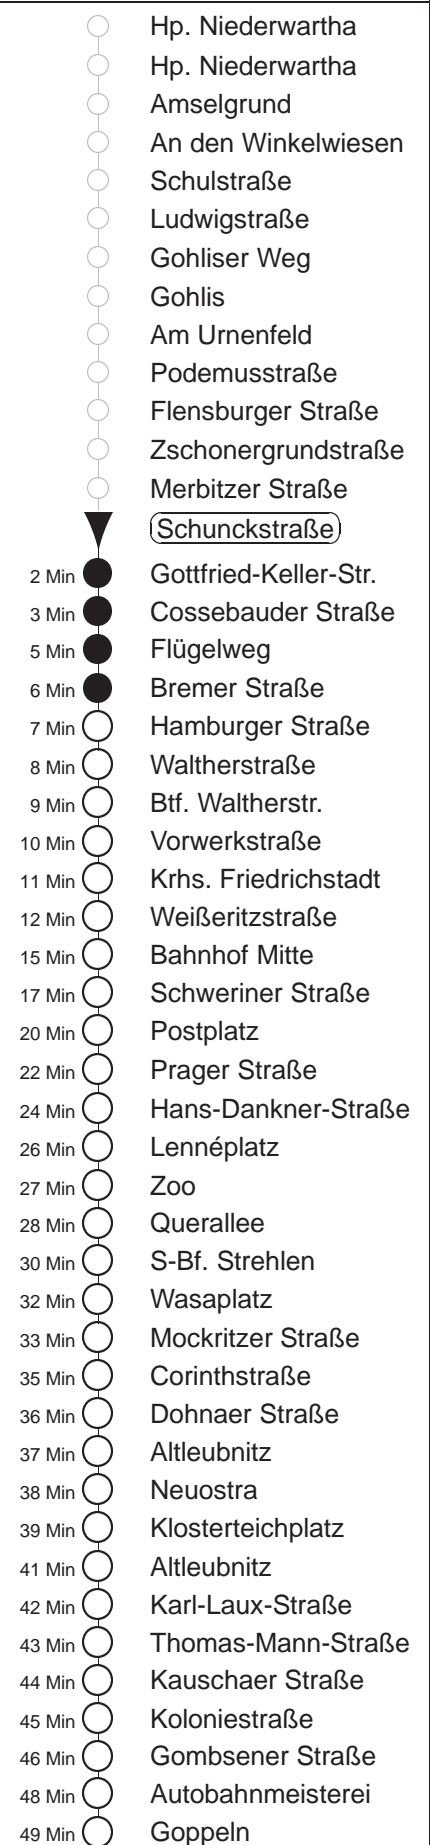 Hp. Niederwartha
Hp. Niederwartha
Amselgrund
An den Winkelwiesen
Schulstraße
Ludwigstraße
Gohliser Weg
Gohlis
Am Urnenfeld
Podemusstraße
Flensburger Straße
Zschonergrundstraße
Merbitzer Straße
Schunckstraße
2 Min Gottfried-Keller-Str.
3 Min Cossebauder Straße
5 Min Flügelweg
6 Min Bremer Straße
7 Min Hamburger Straße
8 Min Waltherstraße
9 Min Btf. Waltherstr.
10 Min Vorwerkstraße
11 Min Krhs. Friedrichstadt
12 Min Weißeritzstraße
15 Min Bahnhof Mitte
17 Min Schweriner Straße
20 Min Postplatz
22 Min Prager Straße
24 Min Hans-Dankner-Straße
26 Min Lennéplatz
27 Min Zoo
28 Min Querallee
30 Min S-Bf. Strehlen
32 Min Wasaplatz
33 Min Mockritzer Straße
35 Min Corinthstraße
36 Min Dohnaer Straße
37 Min Altleubnitz
38 Min Neuostra
39 Min Klosterteichplatz
41 Min Altleubnitz
42 Min Karl-Laux-Straße
43 Min Thomas-Mann-Straße
44 Min Kauschaer Straße
45 Min Koloniestraße
46 Min Gombsener Straße
48 Min Autobahnmeisterei
49 Min Goppeln